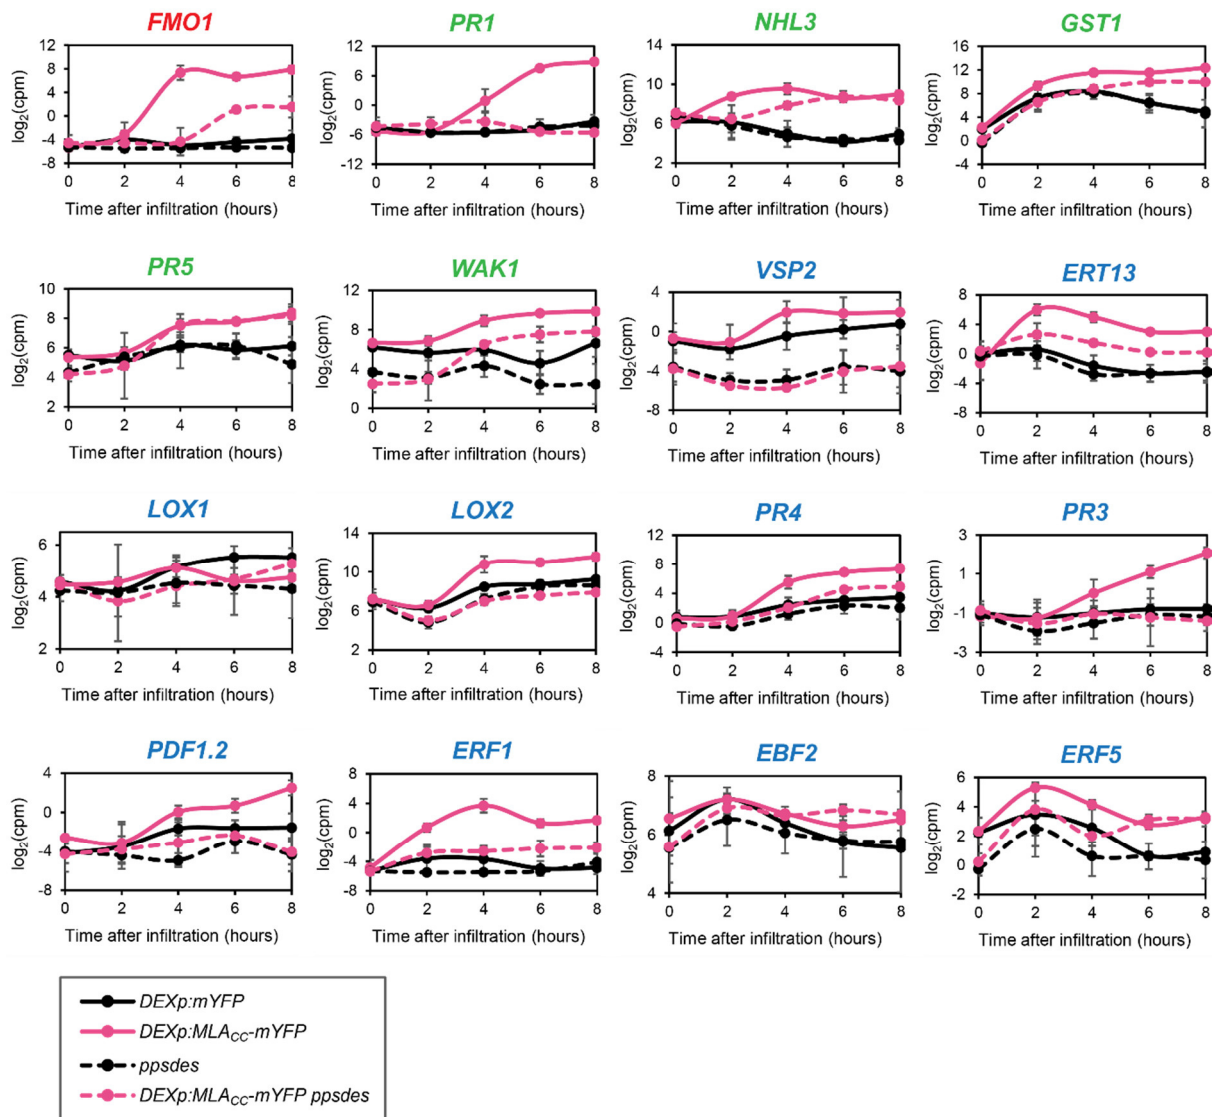 FMO1 PR1 NHL3 GST1
log2(cpm) log2(cpm) log2(cpm) log2(cpm)
12 12 14 16
8 6 10 12
4 0 6 8
0 -6 2 4
-4 -12 0
-8 -4
0 2 4 6 8 0 2 4 6 8 0 2 4 6 8 0 2 4 6 8
Time after infiltration (hours) Time after infiltration (hours) Time after infiltration (hours) Time after infiltration (hours)
PR5 WAK1 VSP2 ERT13
log2(cpm) log2(cpm) log2(cpm) log2(cpm)
10 12 4 8
8 8 0 4
6 4 -4 0
4 0 -8 -4
2 -8
0 2 4 6 8 0 2 4 6 8 0 2 4 6 8 0 2 4 6 8
Time after infiltration (hours) Time after infiltration (hours) Time after infiltration (hours) Time after infiltration (hours)
LOX1 LOX2 PR4 PR3
log2(cpm) log2(cpm) log2(cpm) log2(cpm)
6 14 12 3
4 10 8 1
2 6 4 -1
2 0 -3
-4
0 2 4 6 8 0 2 4 6 8 0 2 4 6 8 0 2 4 6 8
Time after infiltration (hours) Time after infiltration (hours) Time after infiltration (hours) Time after infiltration (hours)
PDF1.2 ERF1 EBF2 ERF5
log2(cpm) log2(cpm) log2(cpm) log2(cpm)
4 8 8 6
0 4 6 4
-4 0 4 2
-8 -4 0
-8 -2
0 2 4 6 8 0 2 4 6 8 0 2 4 6 8 0 2 4 6 8
Time after infiltration (hours) Time after infiltration (hours) Time after infiltration (hours) Time after infiltration (hours)
DEXp:mYFP
DEXp:MLACC-mYFP
ppsdes
DEXp:MLACC-mYFP ppsdes